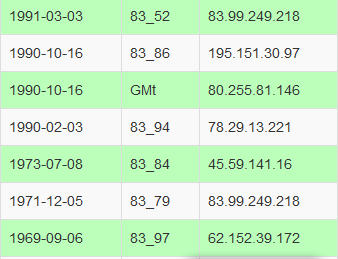 1991-03-03 83_52 83.99.249.218
1990-10-16 83_86 195.151.30.97
1990-10-16 GMt 80.255.81.146
1990-02-03 83_94 78.29.13.221
1973-07-08 83_84 45.59.141.16
1971-12-05 83_79 83.99.249.218
1969-09-06 83_97 62.152.39.172